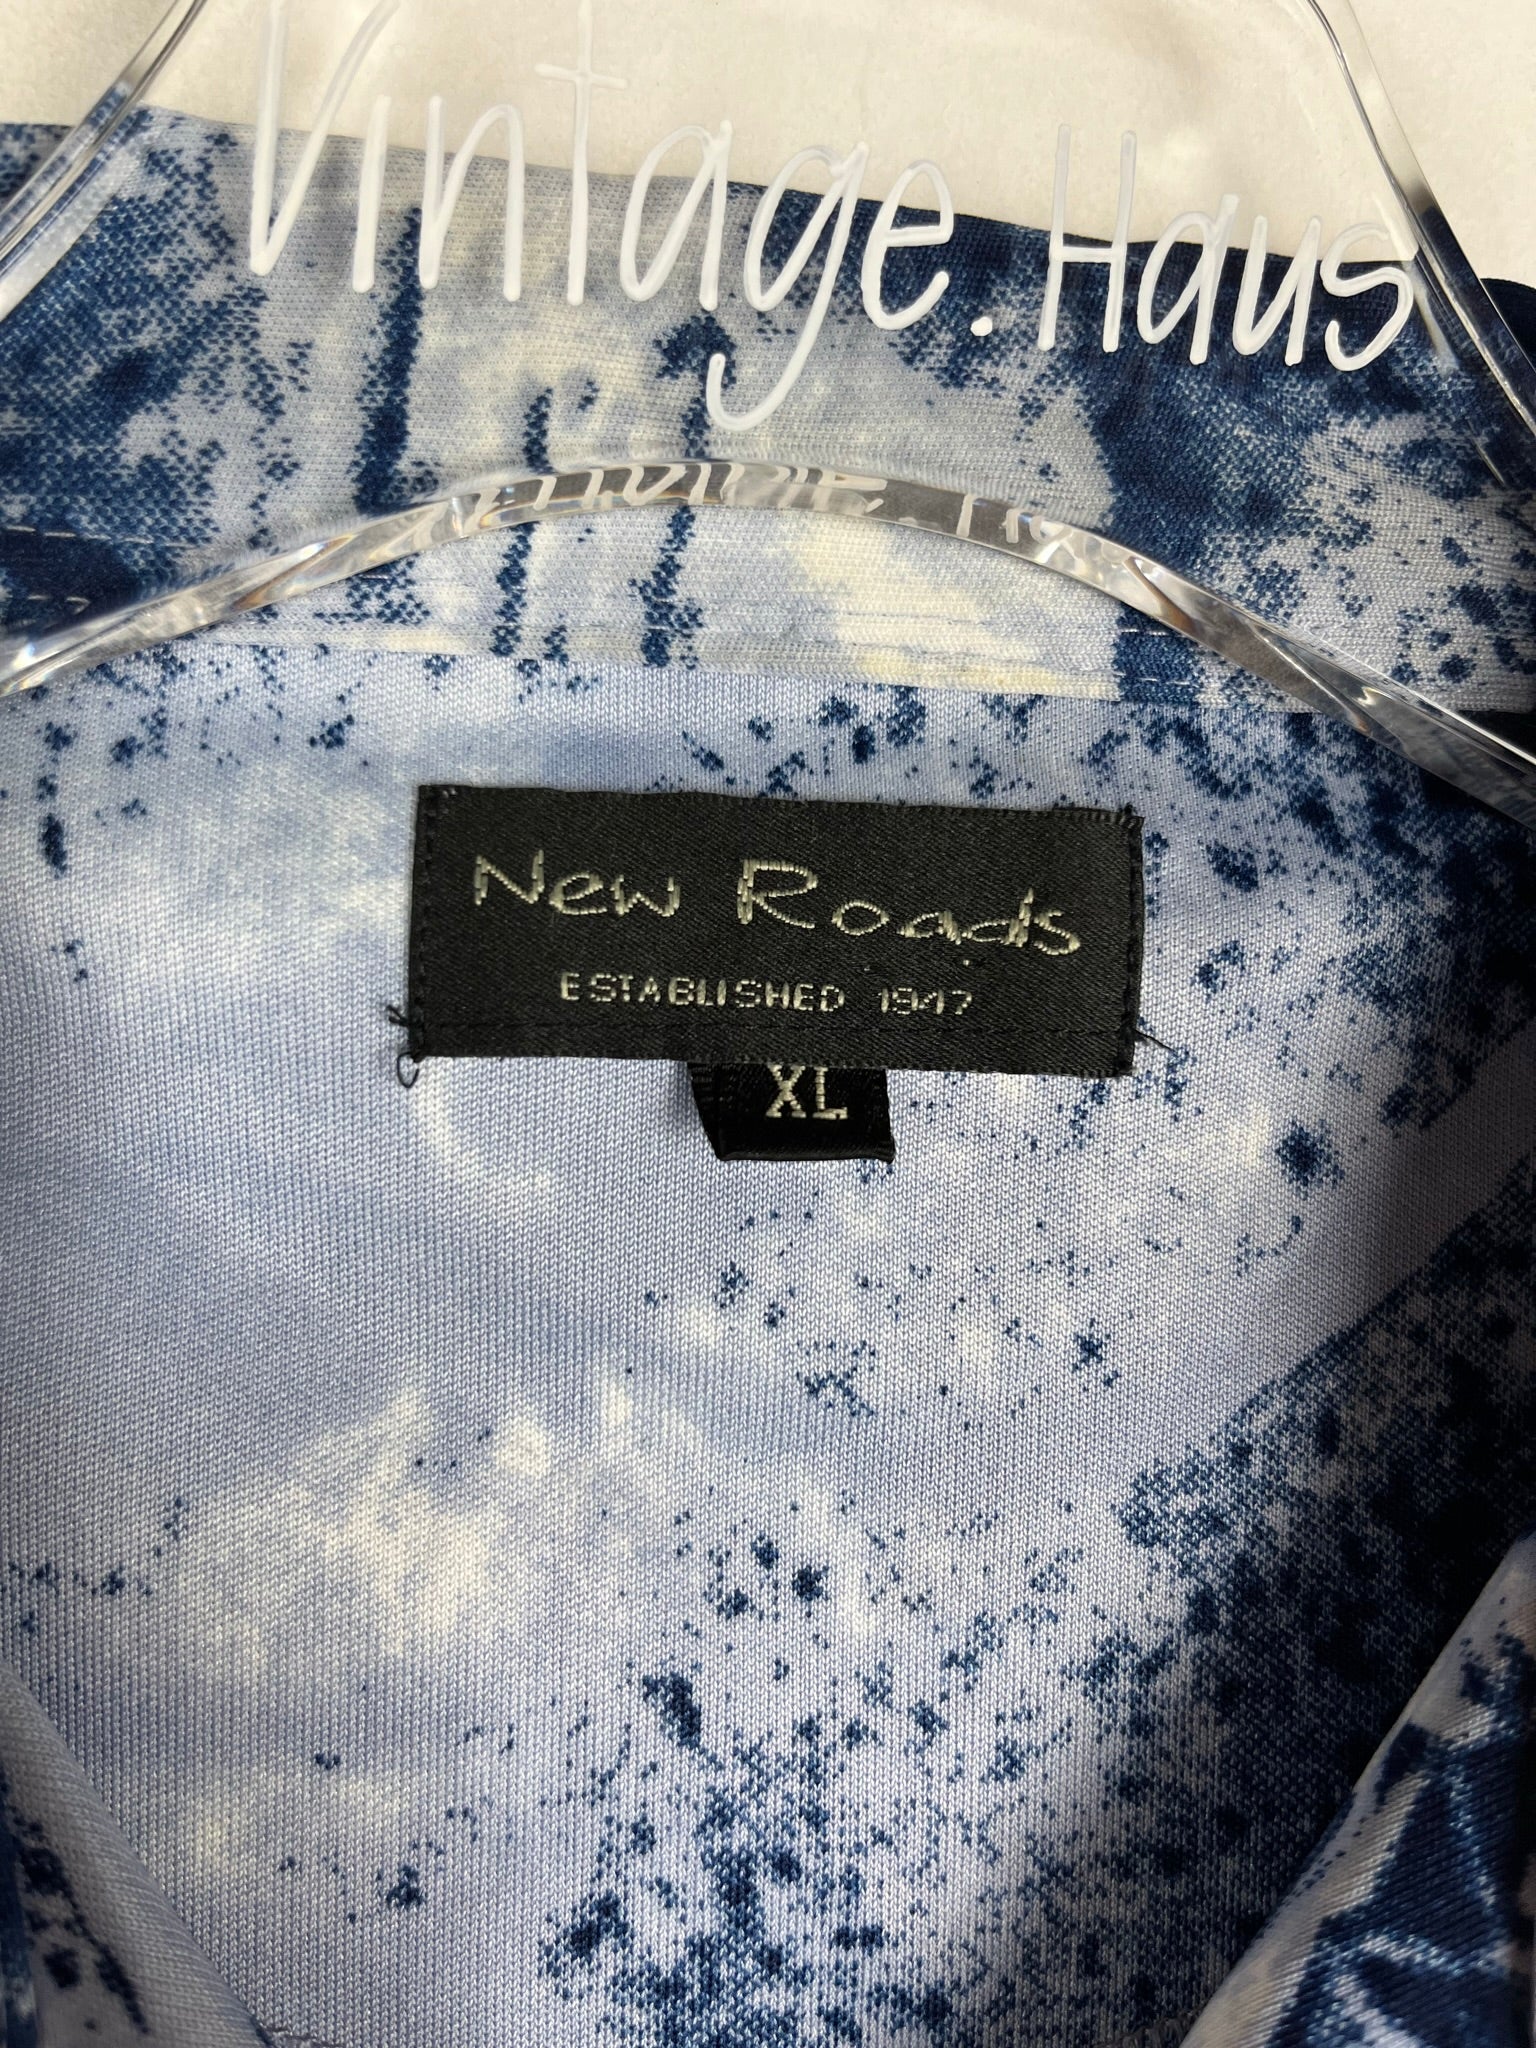 Vintage.Haus
New Roads
ESTABLISHED 1947
XL